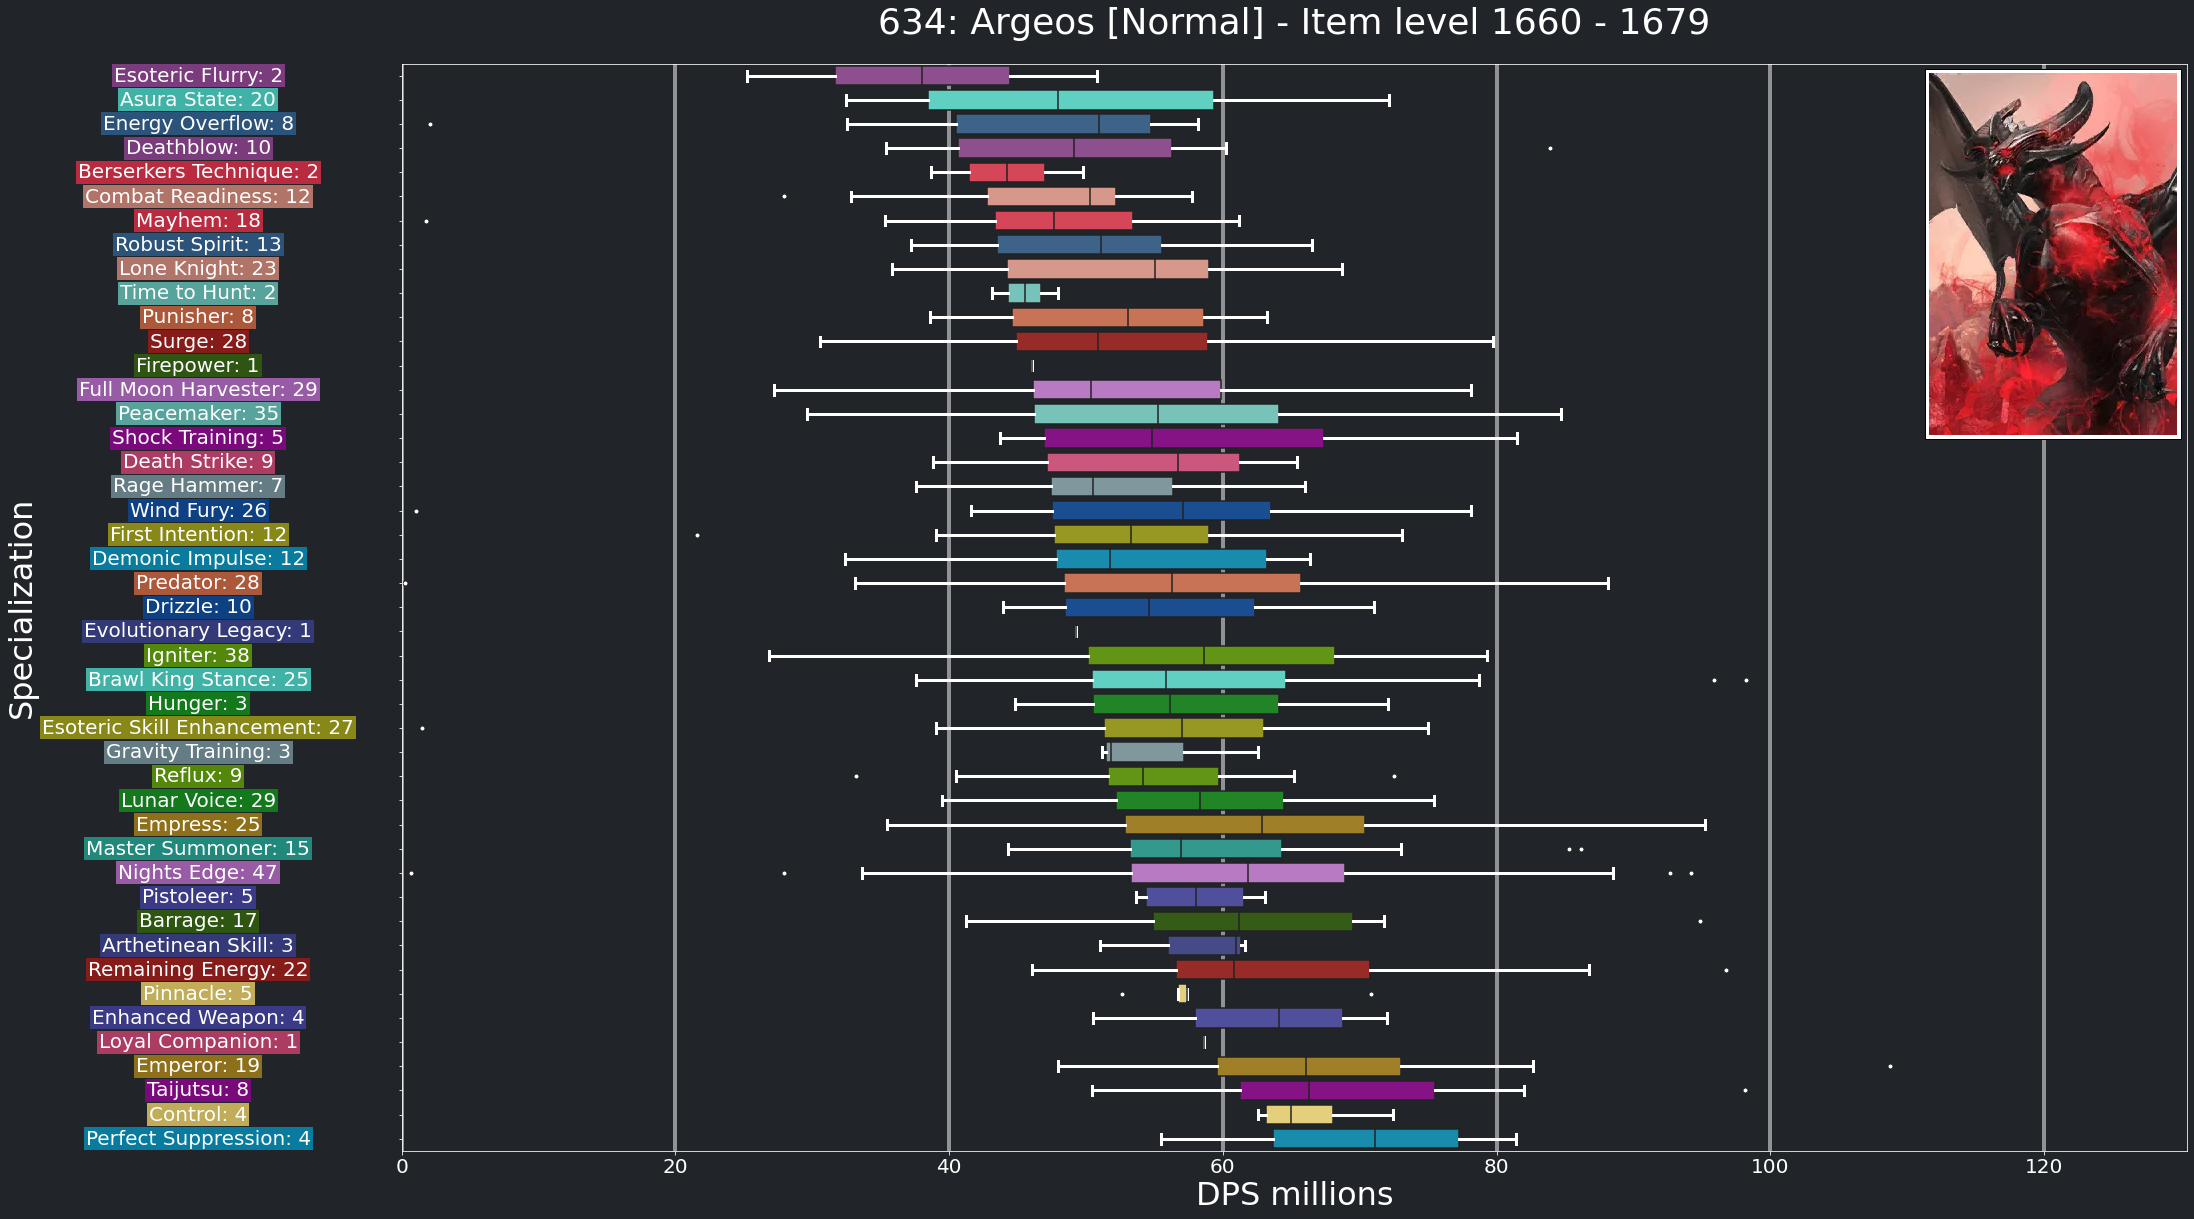 634: Argeos [Normal] - Item level 1660 - 1679
Specialization
Esoteric Flurry: 2
Asura State: 20
Energy Overflow: 8
Deathblow: 10
Berserkers Technique: 2
Combat Readiness: 12
Mayhem: 18
Robust Spirit: 13
Lone Knight: 23
Time to Hunt: 2
Punisher: 8
Surge: 28
Firepower: 1
Full Moon Harvester: 29
Peacemaker: 35
Shock Training: 5
Death Strike: 9
Rage Hammer: 7
Wind Fury: 26
First Intention: 12
Demonic Impulse: 12
Predator: 28
Drizzle: 10
Evolutionary Legacy: 1
Igniter: 38
Brawl King Stance: 25
Hunger: 3
Esoteric Skill Enhancement: 27
Gravity Training: 3
Reflux: 9
Lunar Voice: 29
Empress: 25
Master Summoner: 15
Nights Edge: 47
Pistoleer: 5
Barrage: 17
Arthetinean Skill: 3
Remaining Energy: 22
Pinnacle: 5
Enhanced Weapon: 4
Loyal Companion: 1
Emperor: 19
Taijutsu: 8
Control: 4
Perfect Suppression: 4
0 20 40 60 80 100 120
DPS millions